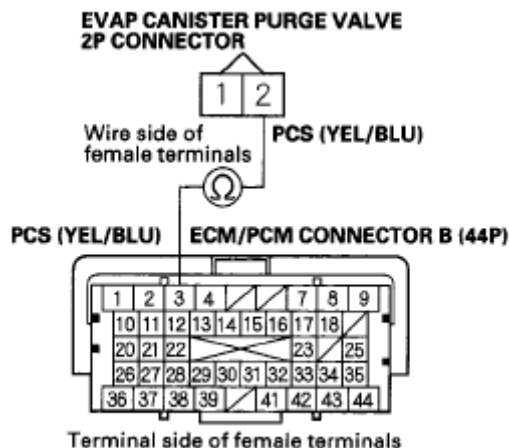 EVAP CANISTER PURGE VALVE
2P CONNECTOR
1 2
Wire side of
female terminals
PCS (YEL/BLU)
Ω
PCS (YEL/BLU) ECM/PCM CONNECTOR B (44P)
1 2 3 4 7 8 9
10 11 12 13 14 15 16 17 18
20 21 22 23 25
26 27 28 29 30 31 32 33 34 35
36 37 38 39 41 42 43 44
Terminal side of female terminals